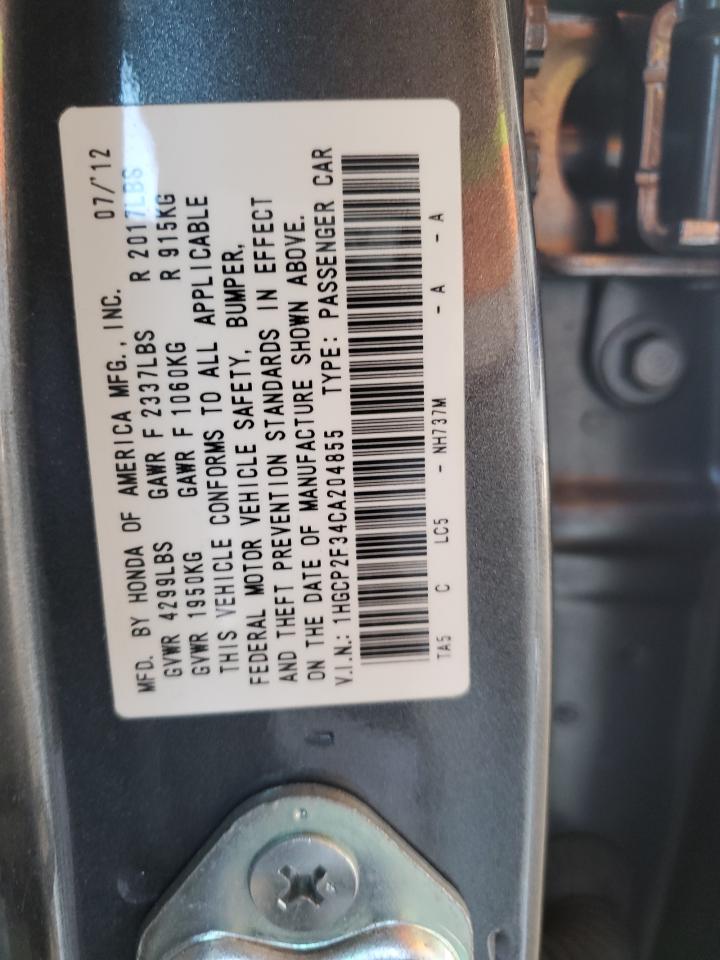 MFD. BY HONDA OF AMERICA MFG., INC. 07/'12
GVWR 4299LBS GAWR F 2337LBS R 2017LBS
GVWR 1950KG GAWR F 1060KG R 915KG
THIS VEHICLE CONFORMS TO ALL APPLICABLE
FEDERAL MOTOR VEHICLE SAFETY, BUMPER,
AND THEFT PREVENTION STANDARDS IN EFFECT
ON THE DATE OF MANUFACTURE SHOWN ABOVE.
V.I.N.: 1HGCP2F34CA204855 TYPE: PASSENGER CAR
TA5 C LC5 - NH737M - A - A